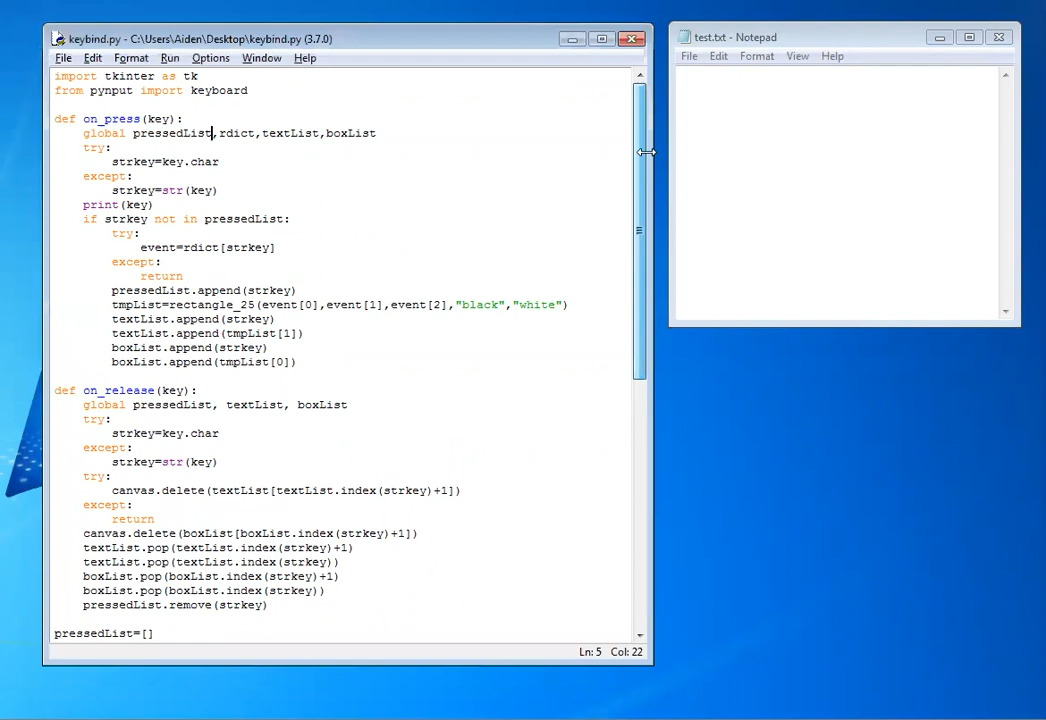 keybind.py - C:\Users\Aiden\Desktop\keybind.py (3.7.0)
File Edit Format Run Options Window Help
import tkinter as tk
from pynput import keyboard
def on_press(key):
    global pressedList,rdict,textList,boxList
    try:
        strkey=key.char
    except:
        strkey=str(key)
    print(key)
    if strkey not in pressedList:
        try:
            event=rdict[strkey]
        except:
            return
        pressedList.append(strkey)
        tmpList=rectangle_25(event[0],event[1],event[2],"black","white")
        textList.append(strkey)
        textList.append(tmpList[1])
        boxList.append(strkey)
        boxList.append(tmpList[0])
def on_release(key):
    global pressedList, textList, boxList
    try:
        strkey=key.char
    except:
        strkey=str(key)
    try:
        canvas.delete(textList[textList.index(strkey)+1])
    except:
        return
    canvas.delete(boxList[boxList.index(strkey)+1])
    textList.pop(textList.index(strkey)+1)
    textList.pop(textList.index(strkey))
    boxList.pop(boxList.index(strkey)+1)
    boxList.pop(boxList.index(strkey))
    pressedList.remove(strkey)
pressedList=[]
Ln: 5 Col: 22
test.txt - Notepad
File Edit Format View Help